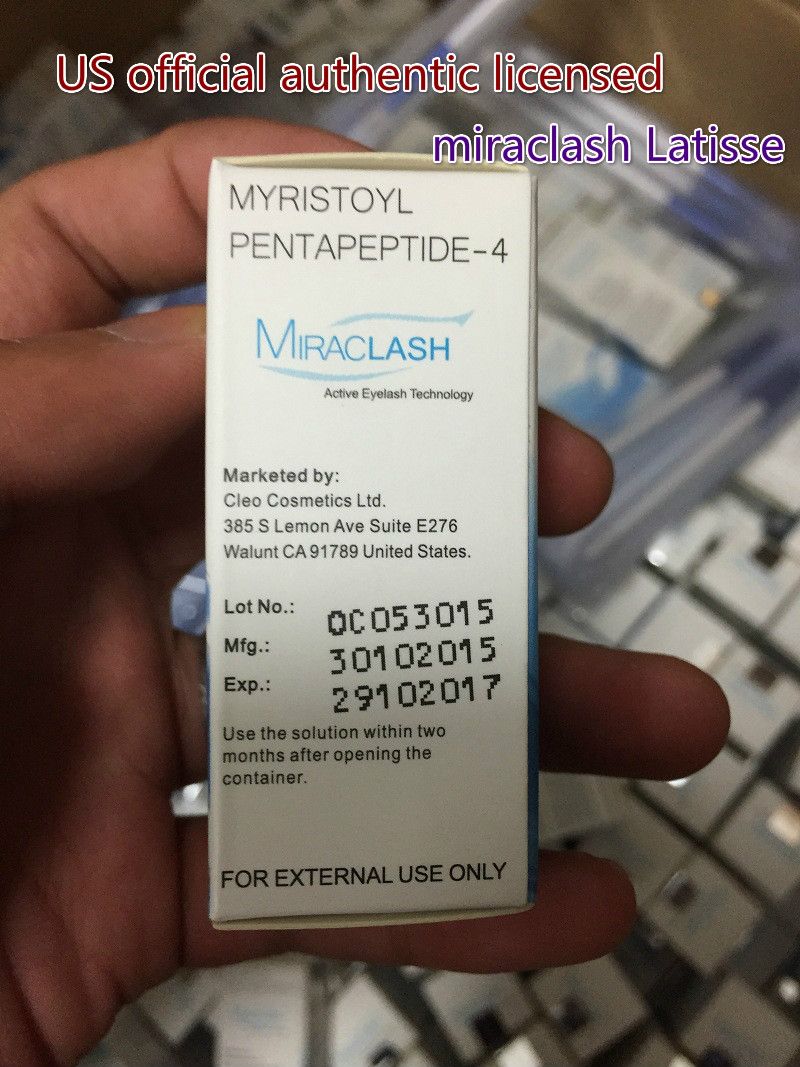 US official authentic licensed
miraclash Latisse
MYRISTOYL
PENTAPEPTIDE-4
MIRACLASH
Active Eyelash Technology
Marketed by:
Cleo Cosmetics Ltd.
385 S Lemon Ave Suite E276
Walunt CA 91789 United States.
Lot No.: QC053015
Mfg.: 30102015
Exp.: 29102017
Use the solution within two
months after opening the
container.
FOR EXTERNAL USE ONLY